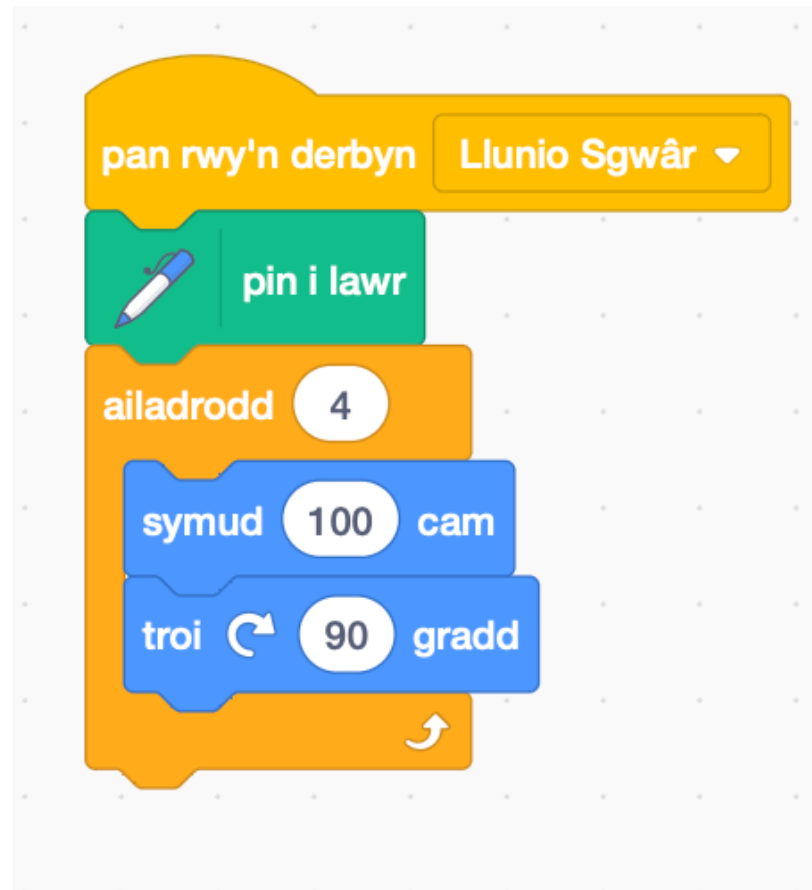 pan rwy'n derbyn Llunio Sgwâr
pin i lawr
ailadrodd 4
symud 100 cam
troi 90 gradd